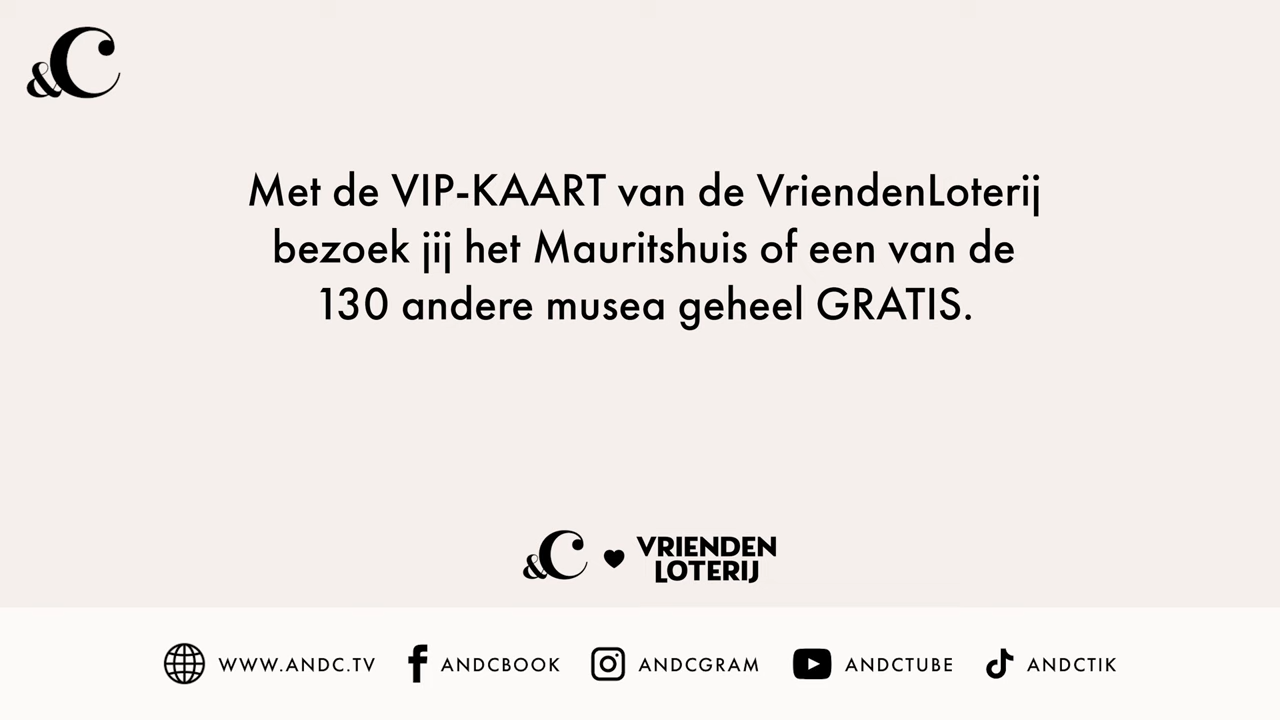 &C
Met de VIP-KAART van de VriendenLoterij
bezoek jij het Mauritshuis of een van de
130 andere musea geheel GRATIS.
&C VRIENDEN
LOTERIJ
WWW.ANDC.TV ANDCBOOK ANDCGRAM ANDCTUBE ANDCTIK